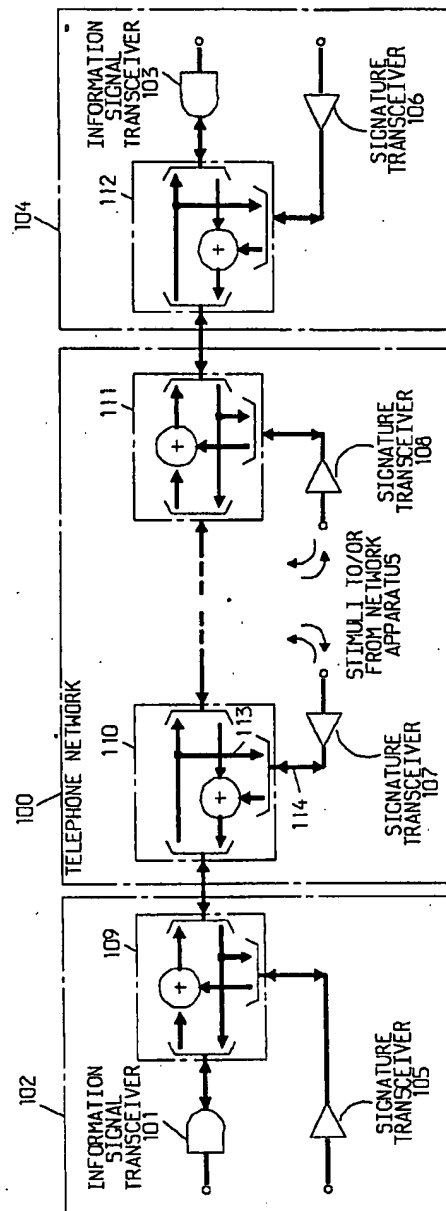 102
INFORMATION
SIGNAL
TRANSCEIVER
101
109
+
SIGNATURE
TRANSCEIVER
105
100
TELEPHONE NETWORK
110
+
113
114
SIGNATURE
TRANSCEIVER
107
STIMULI TO/OR
FROM NETWORK
APPARATUS
111
+
SIGNATURE
TRANSCEIVER
108
104
112
+
INFORMATION
SIGNAL
TRANSCEIVER
103
SIGNATURE
TRANSCEIVER
106